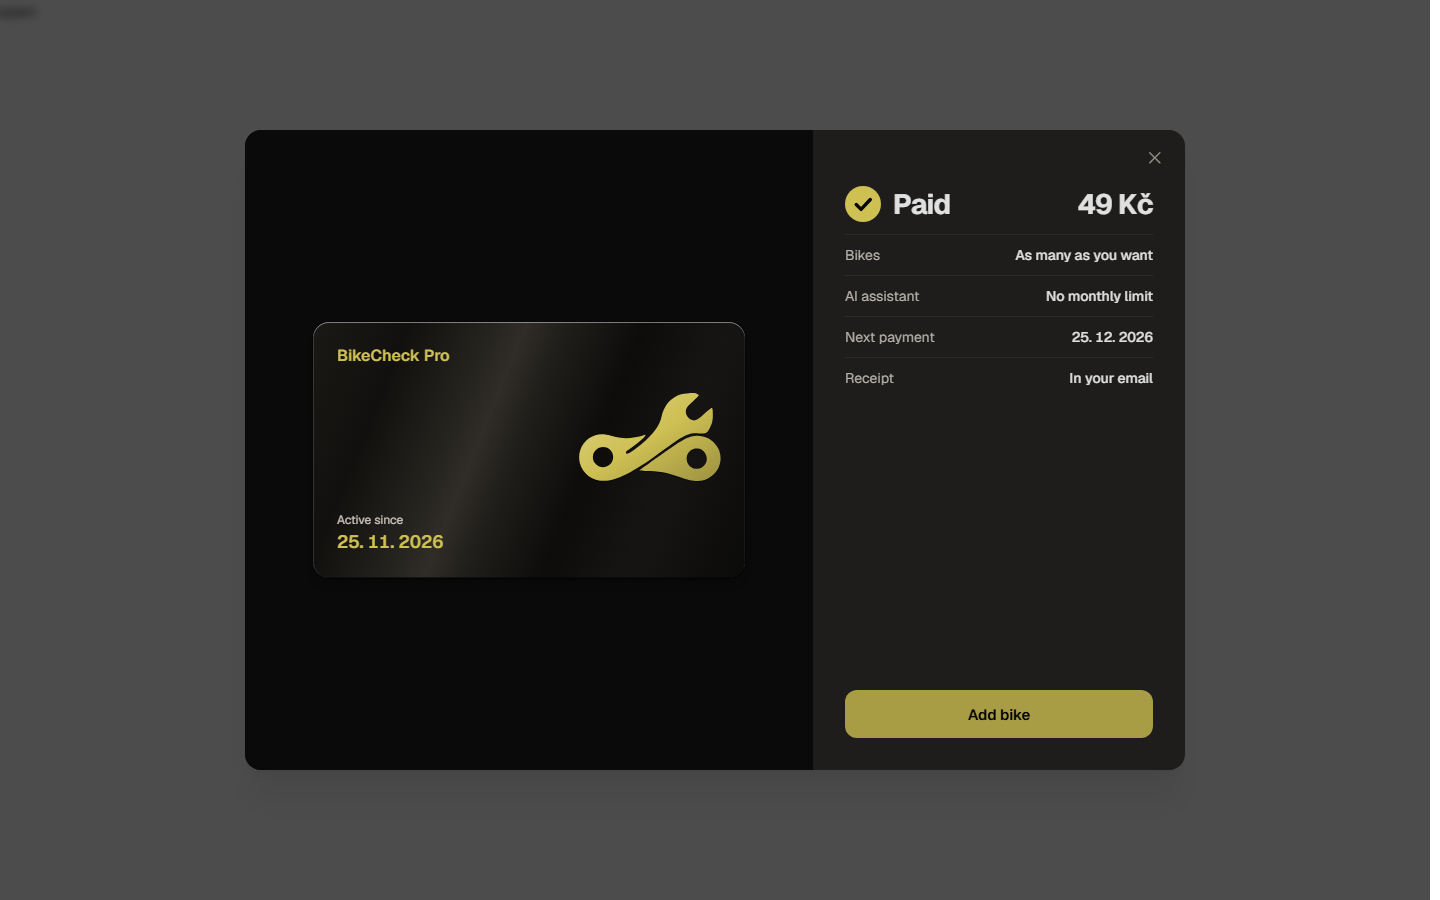 BikeCheck Pro
Active since
25. 11. 2026
Paid 49 Kč
Bikes As many as you want
AI assistant No monthly limit
Next payment 25. 12. 2026
Receipt In your email
Add bike